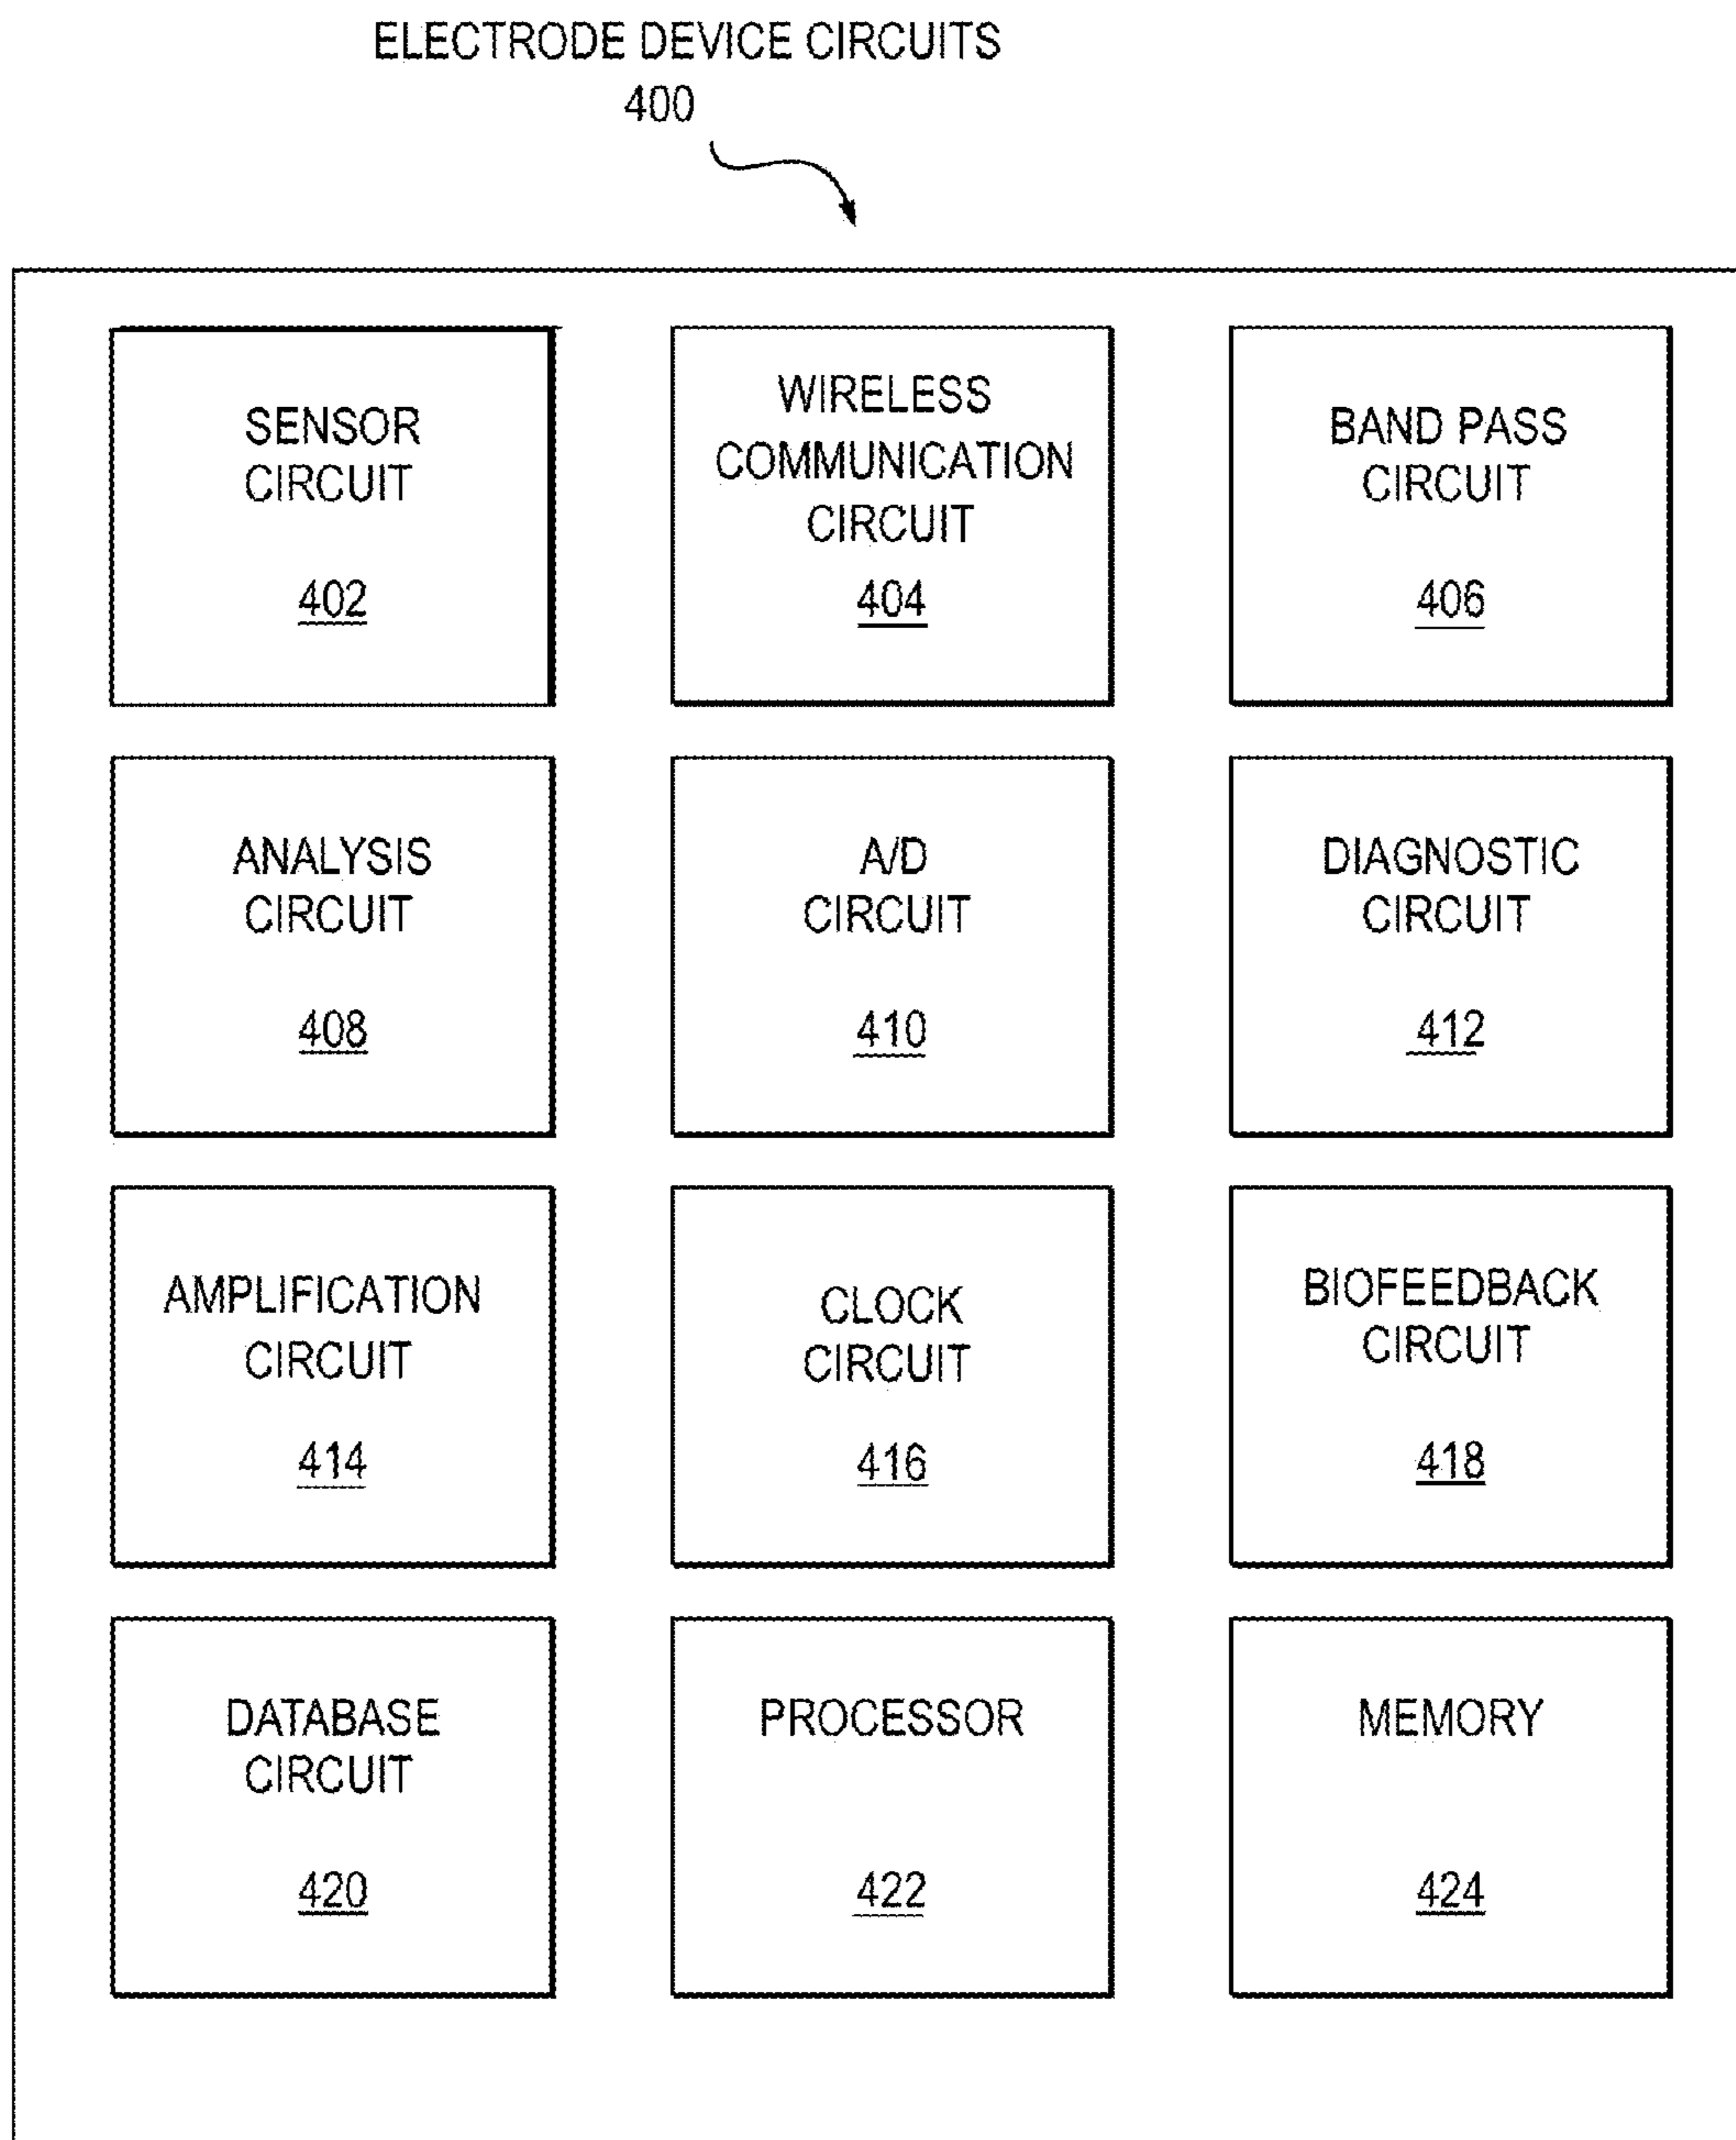 ELECTRODE DEVICE CIRCUITS
400
SENSOR
CIRCUIT
402
WIRELESS
COMMUNICATION
CIRCUIT
404
BAND PASS
CIRCUIT
406
ANALYSIS
CIRCUIT
408
A/D
CIRCUIT
410
DIAGNOSTIC
CIRCUIT
412
AMPLIFICATION
CIRCUIT
414
CLOCK
CIRCUIT
416
BIOFEEDBACK
CIRCUIT
418
DATABASE
CIRCUIT
420
PROCESSOR
422
MEMORY
424